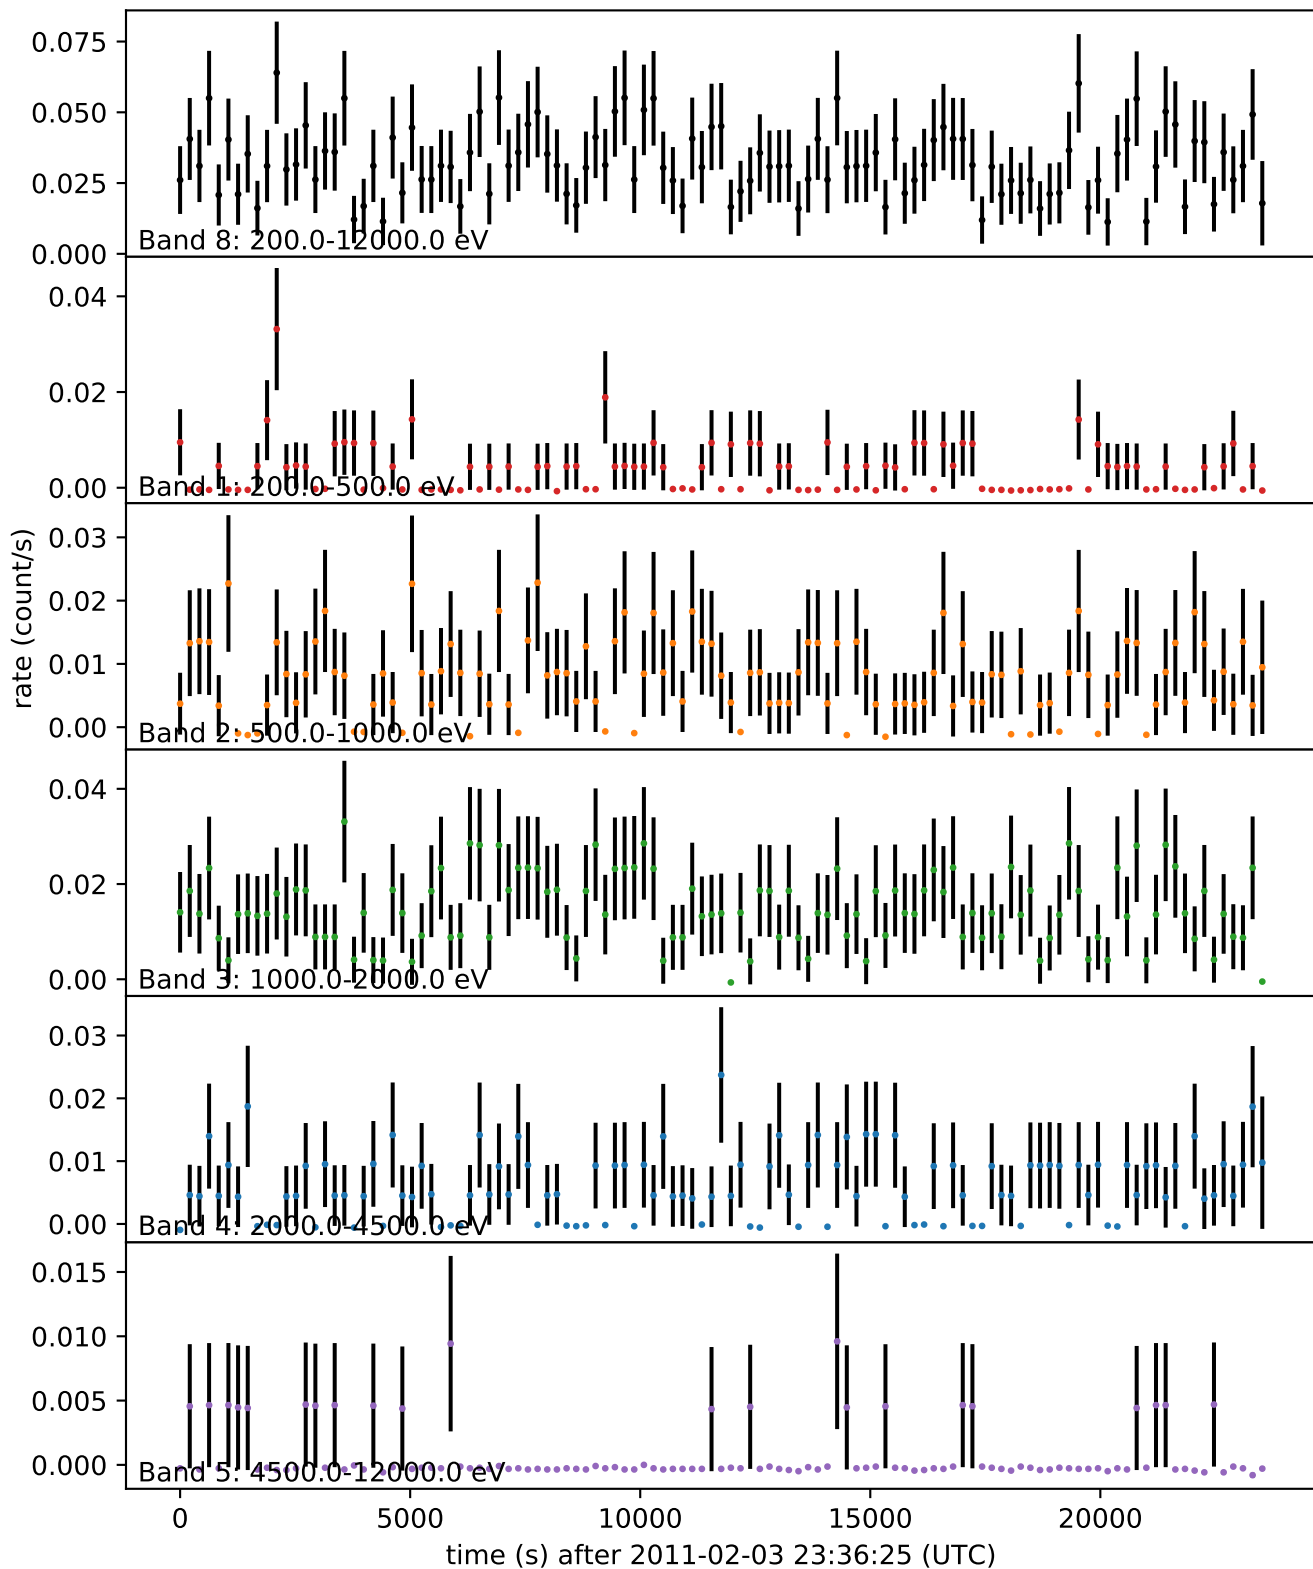 0.075
0.050
0.025
0.000
Band 8: 200.0-12000.0 eV
0.04
0.02
0.00
Band 1: 200.0-500.0 eV
0.03
0.02
0.01
0.00
Band 2: 500.0-1000.0 eV
rate (count/s)
0.04
0.02
0.00
Band 3: 1000.0-2000.0 eV
0.03
0.02
0.01
0.00
Band 4: 2000.0-4500.0 eV
0.015
0.010
0.005
0.000
Band 5: 4500.0-12000.0 eV
0 5000 10000 15000 20000
time (s) after 2011-02-03 23:36:25 (UTC)